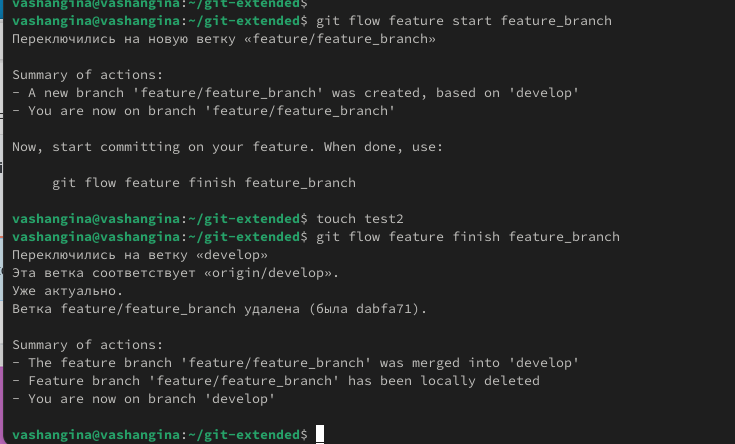 vashangina@vashangina:~/git-extended$
vashangina@vashangina:~/git-extended$ git flow feature start feature_branch
Переключились на новую ветку «feature/feature_branch»
Summary of actions:
- A new branch 'feature/feature_branch' was created, based on 'develop'
- You are now on branch 'feature/feature_branch'
Now, start committing on your feature. When done, use:
git flow feature finish feature_branch
vashangina@vashangina:~/git-extended$ touch test2
vashangina@vashangina:~/git-extended$ git flow feature finish feature_branch
Переключились на ветку «develop»
Эта ветка соответствует «origin/develop».
Уже актуально.
Ветка feature/feature_branch удалена (была dabfa71).
Summary of actions:
- The feature branch 'feature/feature_branch' was merged into 'develop'
- Feature branch 'feature/feature_branch' has been locally deleted
- You are now on branch 'develop'
vashangina@vashangina:~/git-extended$